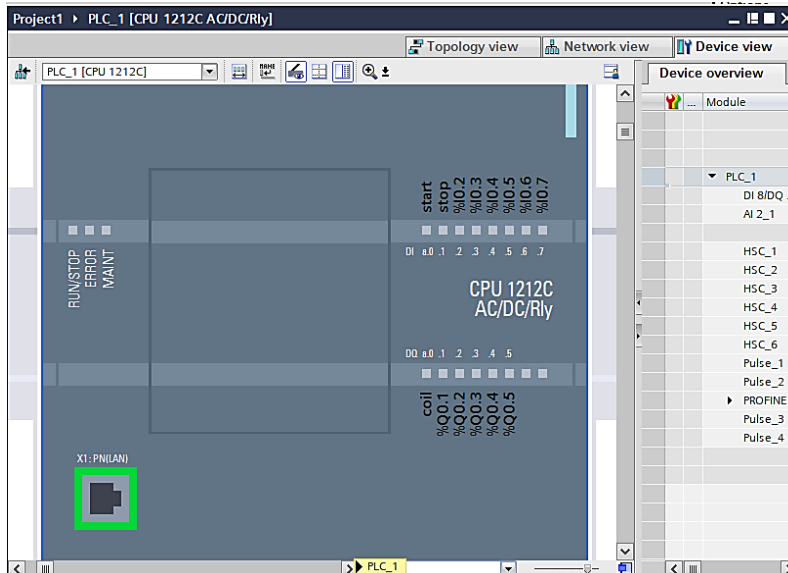 Project1 ▸ PLC_1 [CPU 1212C AC/DC/Rly]
Topology view
Network view
Device view
PLC_1 [CPU 1212C]
Device overview
... Module
PLC_1
DI 8/DQ
AI 2_1
HSC_1
HSC_2
HSC_3
HSC_4
HSC_5
HSC_6
Pulse_1
Pulse_2
PROFINE
Pulse_3
Pulse_4
start
stop
%I0.2
%I0.3
%I0.4
%I0.5
%I0.6
%I0.7
RUN/STOP
ERROR
MAINT
DI a.0 .1 .2 .3 .4 .5 .6 .7
CPU 1212C
AC/DC/Rly
DQ a.0 .1 .2 .3 .4 .5
coil
%Q0.1
%Q0.2
%Q0.3
%Q0.4
%Q0.5
X1: PN(LAN)
PLC_1